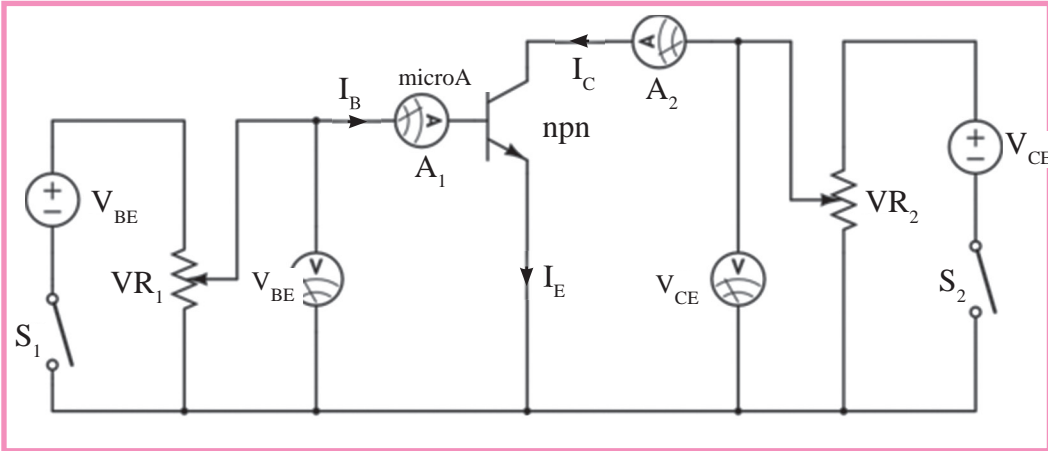 microA
I_B
A
A_1
I_C
A
A_2
npn
V_BE
VR_1
V_BE
V
S_1
I_E
V_CE
V
VR_2
V_CE
S_2